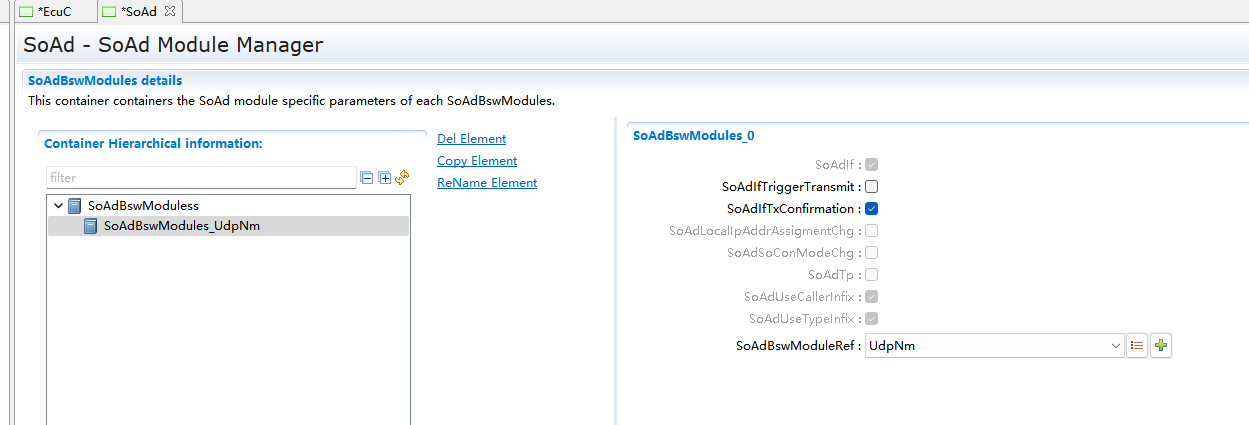 *EcuC
*SoAd
SoAd - SoAd Module Manager
SoAdBswModules details
This container containers the SoAd module specific parameters of each SoAdBswModules.
Container Hierarchical information:
filter
SoAdBswModuless
SoAdBswModules_UdpNm
Del Element
Copy Element
ReName Element
SoAdBswModules_0
SoAdIf :
SoAdIfTriggerTransmit :
SoAdIfTxConfirmation :
SoAdLocalIpAddrAssigmentChg :
SoAdSoConModeChg :
SoAdTp :
SoAdUseCallerInfix :
SoAdUseTypeInfix :
SoAdBswModuleRef : UdpNm